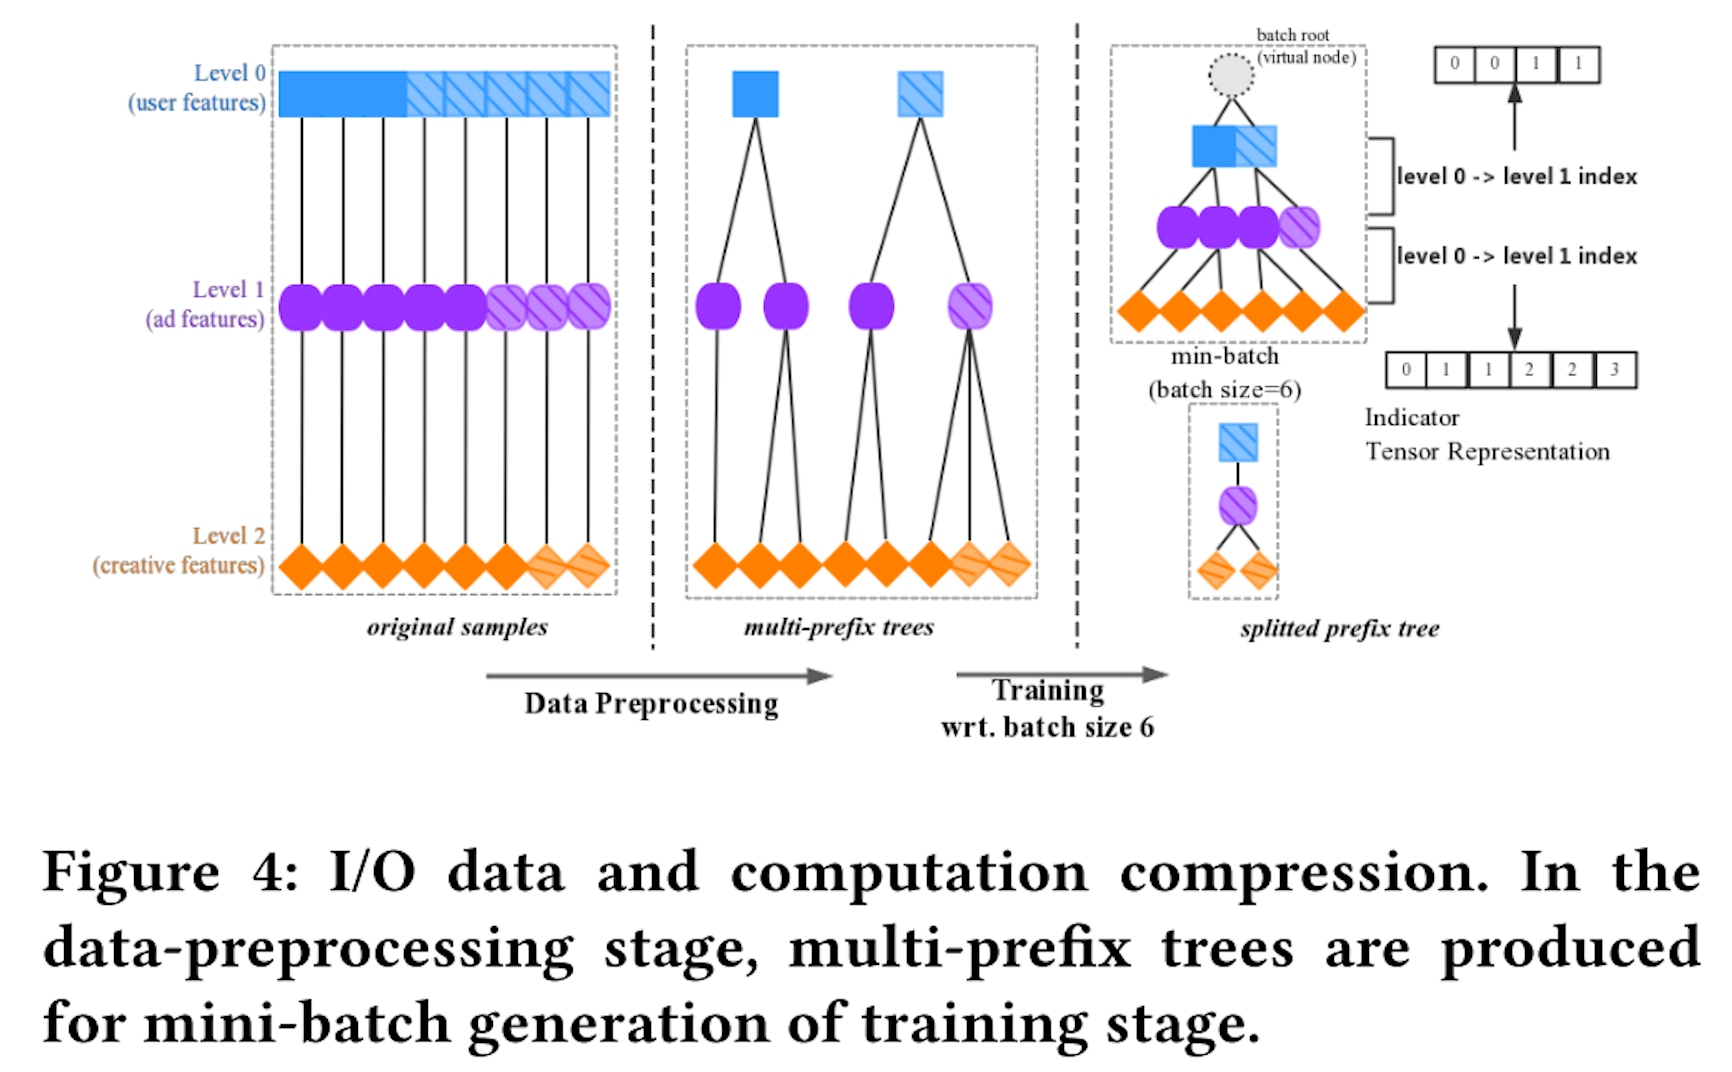 Level 0
(user features)
Level 1
(ad features)
Level 2
(creative features)
original samples
multi-prefix trees
batch root
(virtual node)
0 0 1 1
level 0 -> level 1 index
level 0 -> level 1 index
0 1 1 2 2 3
min-batch
(batch size=6)
Indicator
Tensor Representation
splitted prefix tree
Data Preprocessing
Training
wrt. batch size 6
Figure 4: I/O data and computation compression. In the
data-preprocessing stage, multi-prefix trees are produced
for mini-batch generation of training stage.